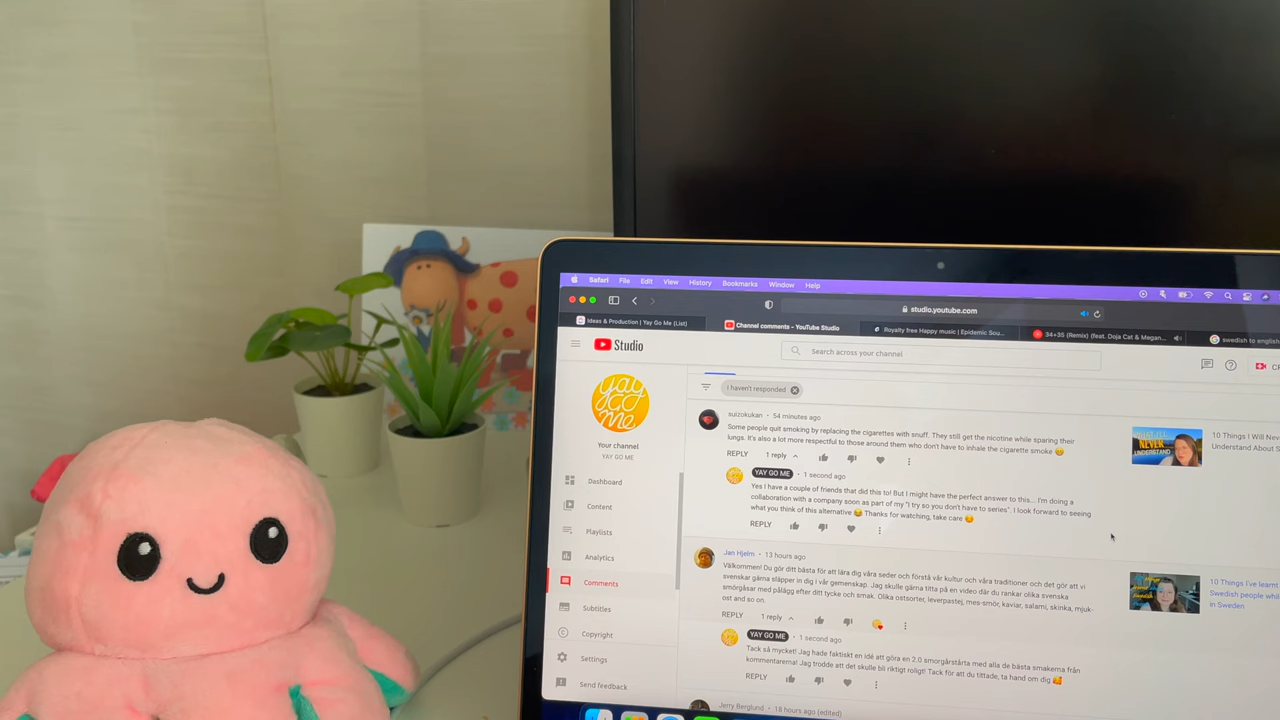 Safari File Edit View History Bookmarks Window Help
studio.youtube.com
Ideas & Production | Yay Go Me (List)
Channel comments - YouTube Studio
Royalty free Happy music | Epidemic Sou...
34+35 (Remix) (feat. Doja Cat & Megan...
swedish to english
Studio
Search across your channel
yay
go
me
Your channel
YAY GO ME
Dashboard
Content
Playlists
Analytics
Comments
Subtitles
Copyright
Settings
Send feedback
I haven't responded
suizokukan • 54 minutes ago
Some people quit smoking by replacing the cigarettes with snuff. They still get the nicotine while sparing their
lungs. It's also a lot more respectful to those around them who don't have to inhale the cigarette smoke 😊
REPLY 1 reply
YAY GO ME • 1 second ago
Yes I have a couple of friends that did this to! But I might have the perfect answer to this... I'm doing a
collaboration with a company soon as part of my "I try so you don't have to series". I look forward to seeing
what you think of this alternative 😄 Thanks for watching, take care 😊
REPLY
NEVER
UNDERSTAND
10 Things I Will Nev
Understand About S
Jan Hjelm • 13 hours ago
Välkommen! Du gör ditt bästa för att lära dig våra seder och förstå vår kultur och våra traditioner och det gör att vi
svenskar gärna släpper in dig i vår gemenskap. Jag skulle gärna titta på en video där du rankar olika svenska
smörgåsar med pålägg efter ditt tycke och smak. Olika ostsorter, leverpastej, mes-smör, kaviar, salami, skinka, mjuk-
ost and so on.
REPLY 1 reply
YAY GO ME • 1 second ago
Tack så mycket! Jag hade faktiskt en idé att göra en 2.0 smorgårstårta med alla de bästa smakerna från
kommentarerna! Jag trodde att det skulle bli riktigt roligt! Tack för att du tittade, ta hand om dig 🥰
REPLY
10 Things I've learnt
Swedish people whi
in Sweden
Jerry Berglund • 18 hours ago (edited)